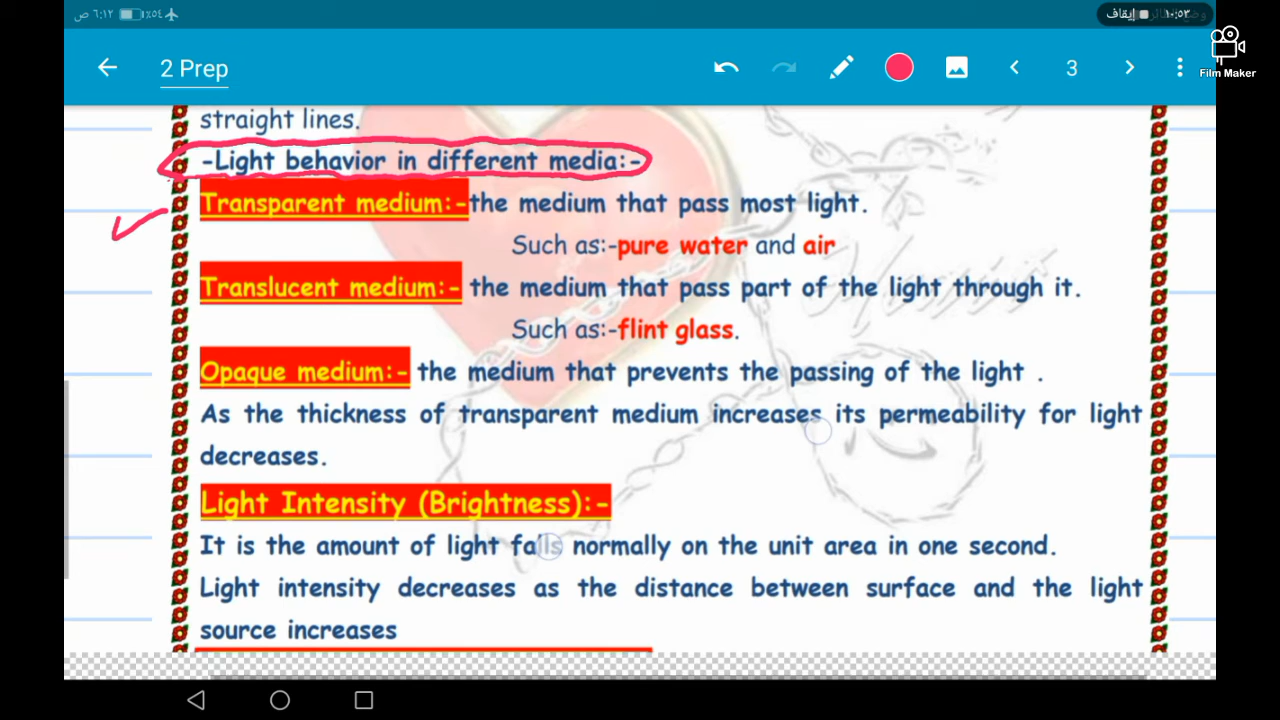 ٦:١٢ ص
٪٥٤
١٠:٥٣
إيقاف
2 Prep
3
Film Maker
straight lines.
-Light behavior in different media:-
Transparent medium:-the medium that pass most light.
Such as:-pure water and air
Translucent medium:- the medium that pass part of the light through it.
Such as:-flint glass.
Opaque medium:- the medium that prevents the passing of the light .
As the thickness of transparent medium increases its permeability for light
decreases.
Light Intensity (Brightness):-
It is the amount of light falls normally on the unit area in one second.
Light intensity decreases as the distance between surface and the light
source increases